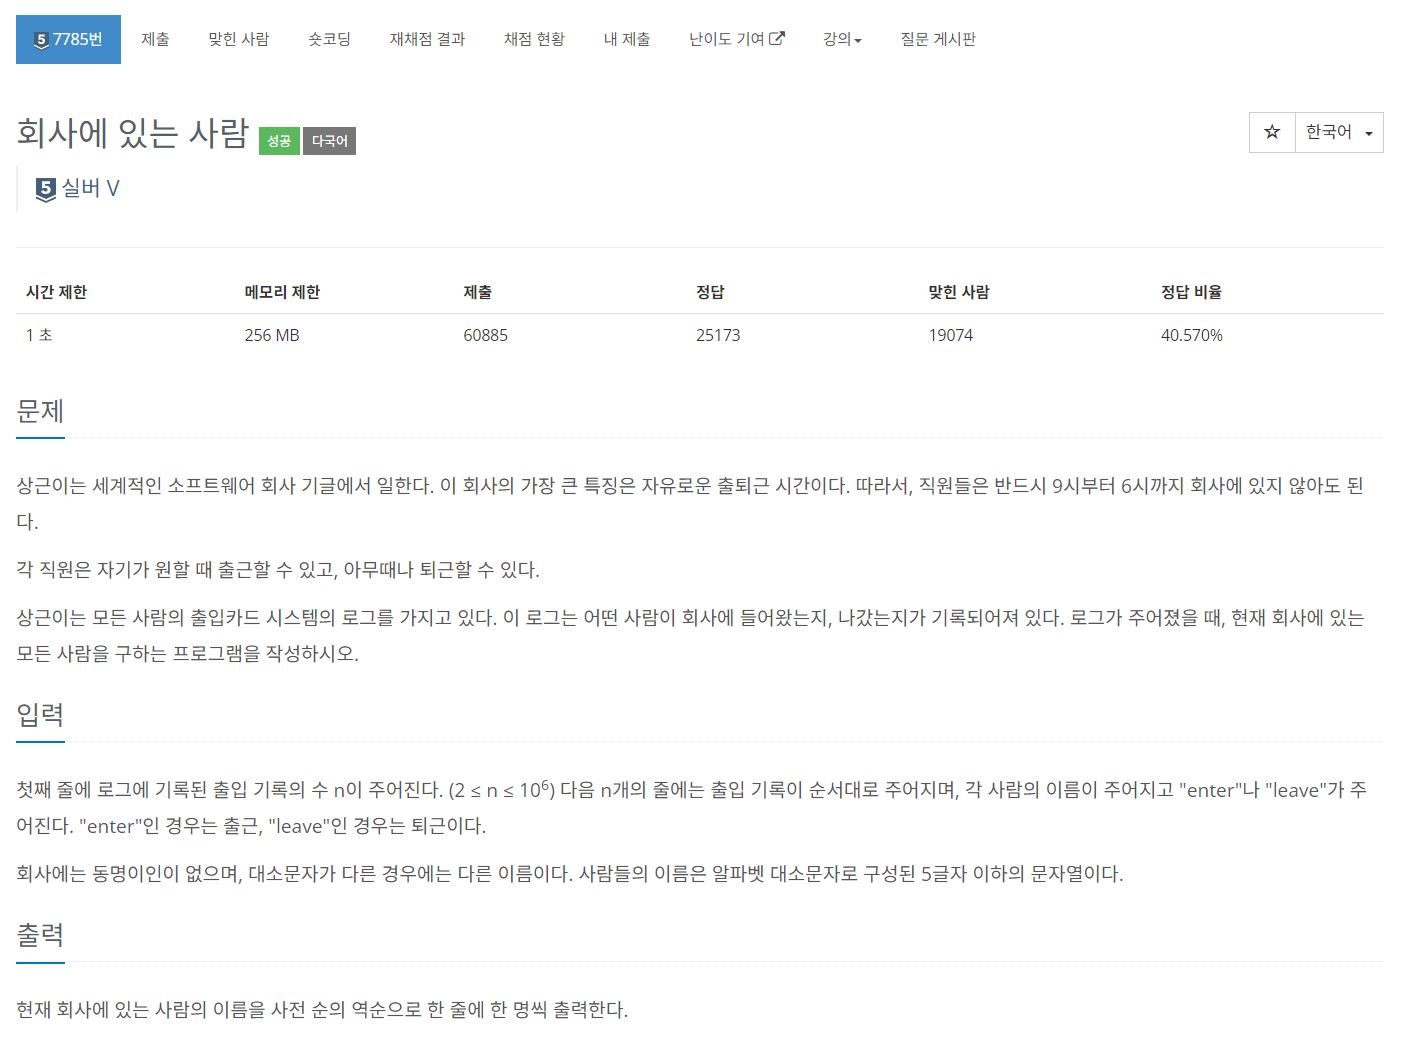 5 7785번 제출 맞힌 사람 숏코딩 재채점 결과 채점 현황 내 제출 난이도 기여 강의 질문 게시판
회사에 있는 사람 성공 다국어 한국어
5 실버 V
시간 제한 메모리 제한 제출 정답 맞힌 사람 정답 비율
1 초 256 MB 60885 25173 19074 40.570%
문제
상근이는 세계적인 소프트웨어 회사 기글에서 일한다. 이 회사의 가장 큰 특징은 자유로운 출퇴근 시간이다. 따라서, 직원들은 반드시 9시부터 6시까지 회사에 있지 않아도 된
다.
각 직원은 자기가 원할 때 출근할 수 있고, 아무때나 퇴근할 수 있다.
상근이는 모든 사람의 출입카드 시스템의 로그를 가지고 있다. 이 로그는 어떤 사람이 회사에 들어왔는지, 나갔는지가 기록되어져 있다. 로그가 주어졌을 때, 현재 회사에 있는
모든 사람을 구하는 프로그램을 작성하시오.
입력
첫째 줄에 로그에 기록된 출입 기록의 수 n이 주어진다. (2 ≤ n ≤ 10⁶) 다음 n개의 줄에는 출입 기록이 순서대로 주어지며, 각 사람의 이름이 주어지고 "enter"나 "leave"가 주
어진다. "enter"인 경우는 출근, "leave"인 경우는 퇴근이다.
회사에는 동명이인이 없으며, 대소문자가 다른 경우에는 다른 이름이다. 사람들의 이름은 알파벳 대소문자로 구성된 5글자 이하의 문자열이다.
출력
현재 회사에 있는 사람의 이름을 사전 순의 역순으로 한 줄에 한 명씩 출력한다.